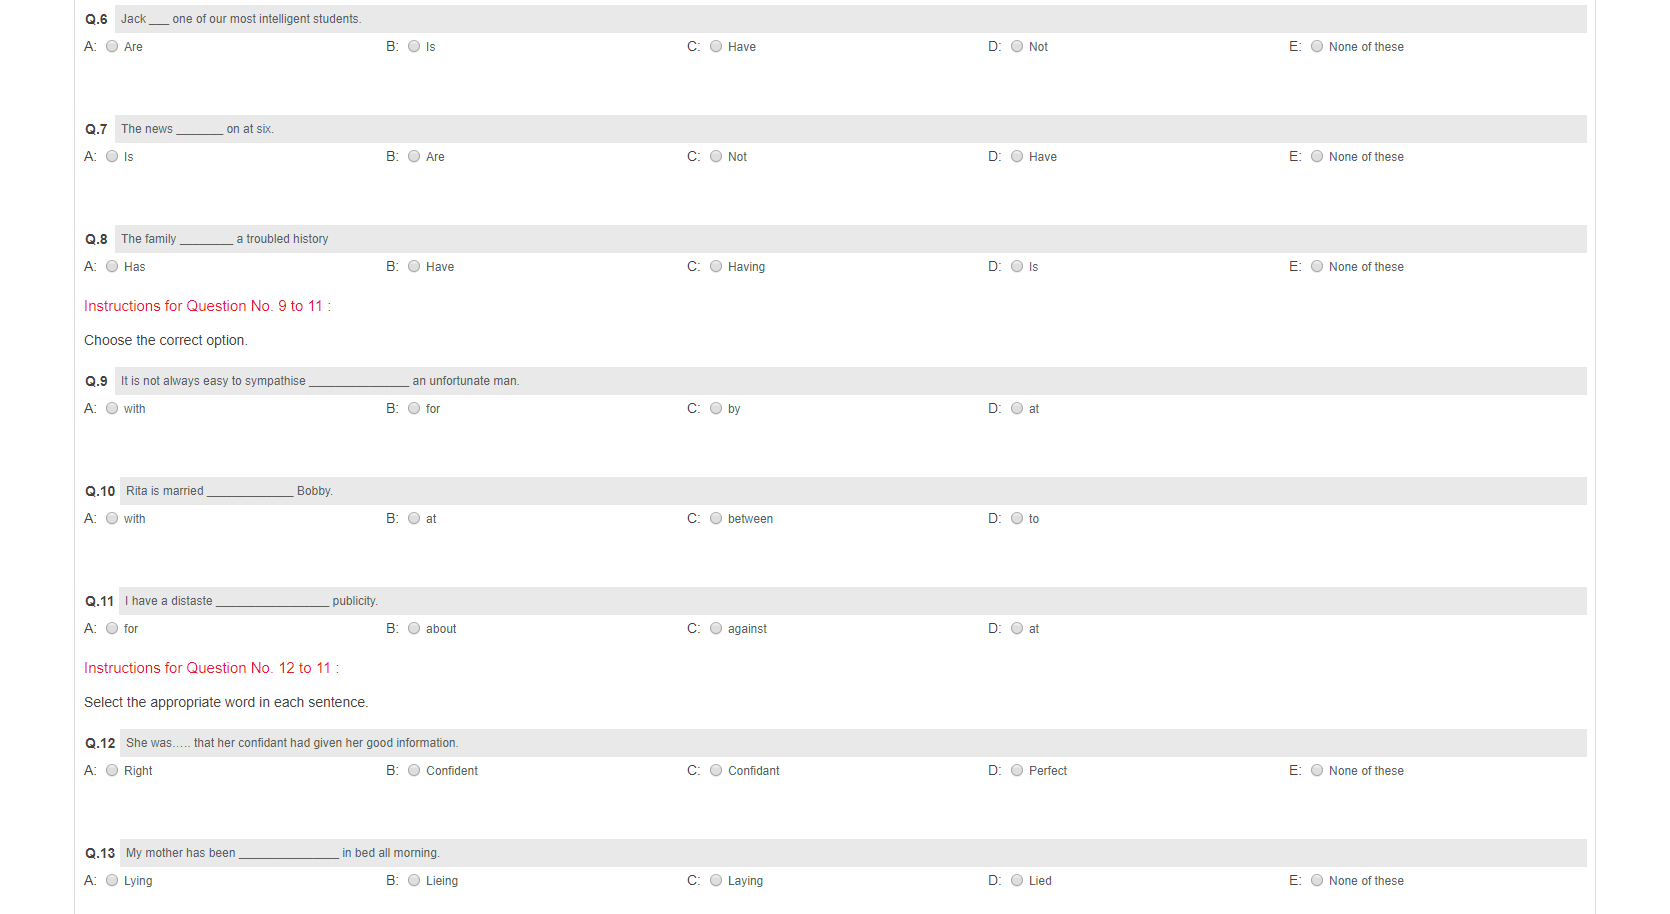 Q.6 Jack ___ one of our most intelligent students.
A: Are B: Is C: Have D: Not E: None of these
Q.7 The news _______ on at six.
A: Is B: Are C: Not D: Have E: None of these
Q.8 The family ________ a troubled history
A: Has B: Have C: Having D: Is E: None of these
Instructions for Question No. 9 to 11 :
Choose the correct option.
Q.9 It is not always easy to sympathise _______________ an unfortunate man.
A: with B: for C: by D: at
Q.10 Rita is married _____________ Bobby.
A: with B: at C: between D: to
Q.11 I have a distaste _________________ publicity.
A: for B: about C: against D: at
Instructions for Question No. 12 to 11 :
Select the appropriate word in each sentence.
Q.12 She was….. that her confidant had given her good information.
A: Right B: Confident C: Confidant D: Perfect E: None of these
Q.13 My mother has been _______________ in bed all morning.
A: Lying B: Lieing C: Laying D: Lied E: None of these